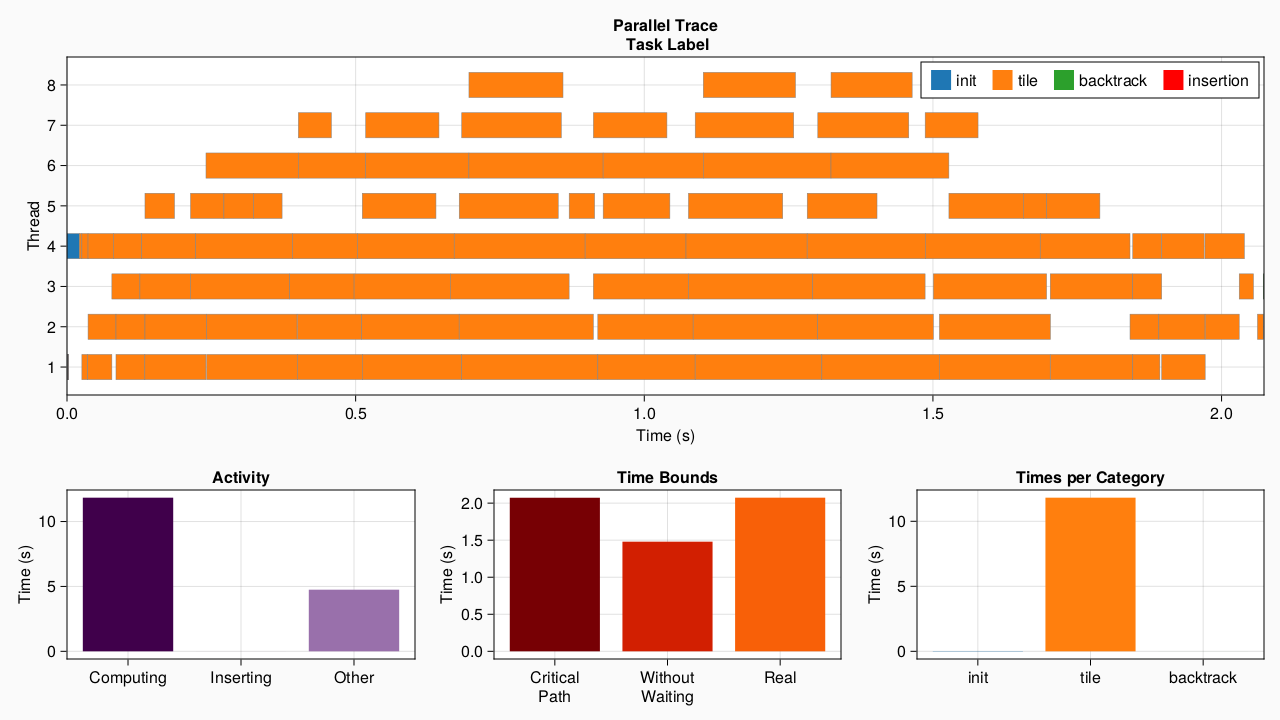 Parallel Trace
Task Label
init tile backtrack insertion
Thread
8
7
6
5
4
3
2
1
0.0 0.5 1.0 1.5 2.0
Time (s)
Activity
Time (s)
10
5
0
Computing Inserting Other
Time Bounds
Time (s)
2.0
1.5
1.0
0.5
0.0
Critical Path Without Waiting Real
Times per Category
Time (s)
10
5
0
init tile backtrack